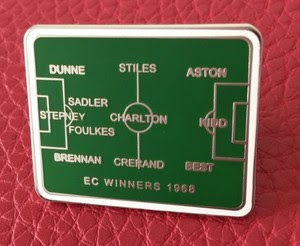 DUNNE STILES ASTON
SADLER
STEPNEY CHARLTON KIDD
FOULKES
BRENNAN CRERAND BEST
EC WINNERS 1968